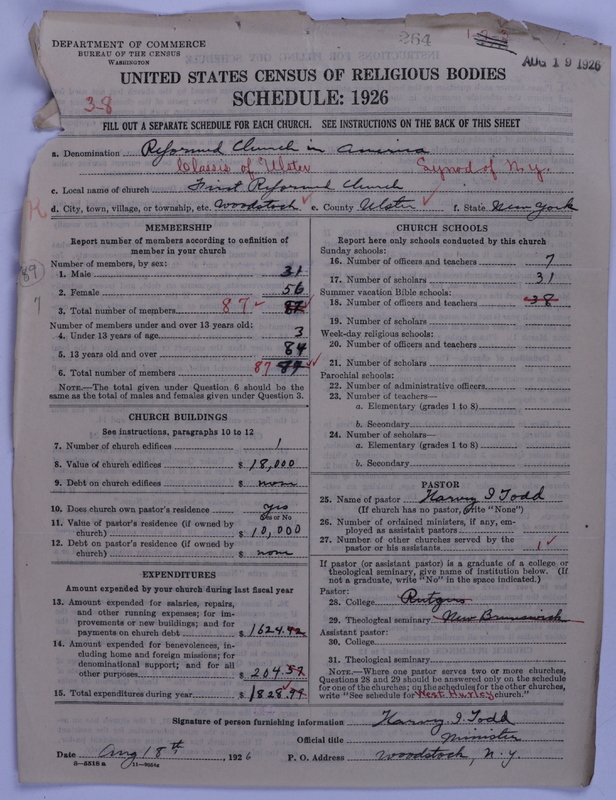 264
AUG 19 1926
DEPARTMENT OF COMMERCE
BUREAU OF THE CENSUS
WASHINGTON
UNITED STATES CENSUS OF RELIGIOUS BODIES
SCHEDULE: 1926
3-8
FILL OUT A SEPARATE SCHEDULE FOR EACH CHURCH. SEE INSTRUCTIONS ON THE BACK OF THIS SHEET
a. Denomination Reformed Church in America
Classis of Ulster Synod of N.Y.
c. Local name of church First Reformed Church
d. City, town, village, or township, etc. Woodstock e. County Ulster f. State New York
MEMBERSHIP
Report number of members according to definition of
member in your church
Number of members, by sex:
1. Male 31
2. Female 56
3. Total number of members 87 87
Number of members under and over 13 years old:
4. Under 13 years of age 3
5. 13 years old and over 84
6. Total number of members 87 87
NOTE.—The total given under Question 6 should be the
same as the total of males and females given under Question 3.
89
7
CHURCH BUILDINGS
See instructions, paragraphs 10 to 12
7. Number of church edifices 1
8. Value of church edifices $ 18,000
9. Debt on church edifices $ none
10. Does church own pastor's residence yes
Yes or No
11. Value of pastor's residence (if owned by
church) $ 10,000
12. Debt on pastor's residence (if owned by
church) $ none
EXPENDITURES
Amount expended by your church during last fiscal year
13. Amount expended for salaries, repairs,
and other running expenses; for im-
provements or new buildings; and for
payments on church debt $ 1624.42
14. Amount expended for benevolences, in-
cluding home and foreign missions; for
denominational support; and for all
other purposes $ 204.57
15. Total expenditures during year $ 1828.99
CHURCH SCHOOLS
Report here only schools conducted by this church
Sunday schools:
16. Number of officers and teachers 7
17. Number of scholars 31
Summer vacation Bible schools:
18. Number of officers and teachers 38
19. Number of scholars
Week-day religious schools:
20. Number of officers and teachers
21. Number of scholars
Parochial schools:
22. Number of administrative officers
23. Number of teachers—
a. Elementary (grades 1 to 8)
b. Secondary
24. Number of scholars—
a. Elementary (grades 1 to 8)
b. Secondary
PASTOR
25. Name of pastor Harvey I Todd
(If church has no pastor, write "None")
26. Number of ordained ministers, if any, em-
ployed as assistant pastors
27. Number of other churches served by the
pastor or his assistants 1
If pastor (or assistant pastor) is a graduate of a college or
theological seminary, give name of institution below. (If
not a graduate, write "No" in the space indicated.)
Pastor:
28. College Rutgers
29. Theological seminary New Brunswick
Assistant pastor:
30. College
31. Theological seminary
NOTE.—Where one pastor serves two or more churches,
Questions 28 and 29 should be answered only on the schedule
for one of the churches; on the schedules for the other churches,
write "See schedule for West Hurley church."
Signature of person furnishing information Harvey I. Todd
Official title Minister
Date Aug 18th, 1926 P. O. Address Woodstock, N.Y.
8-5518 a